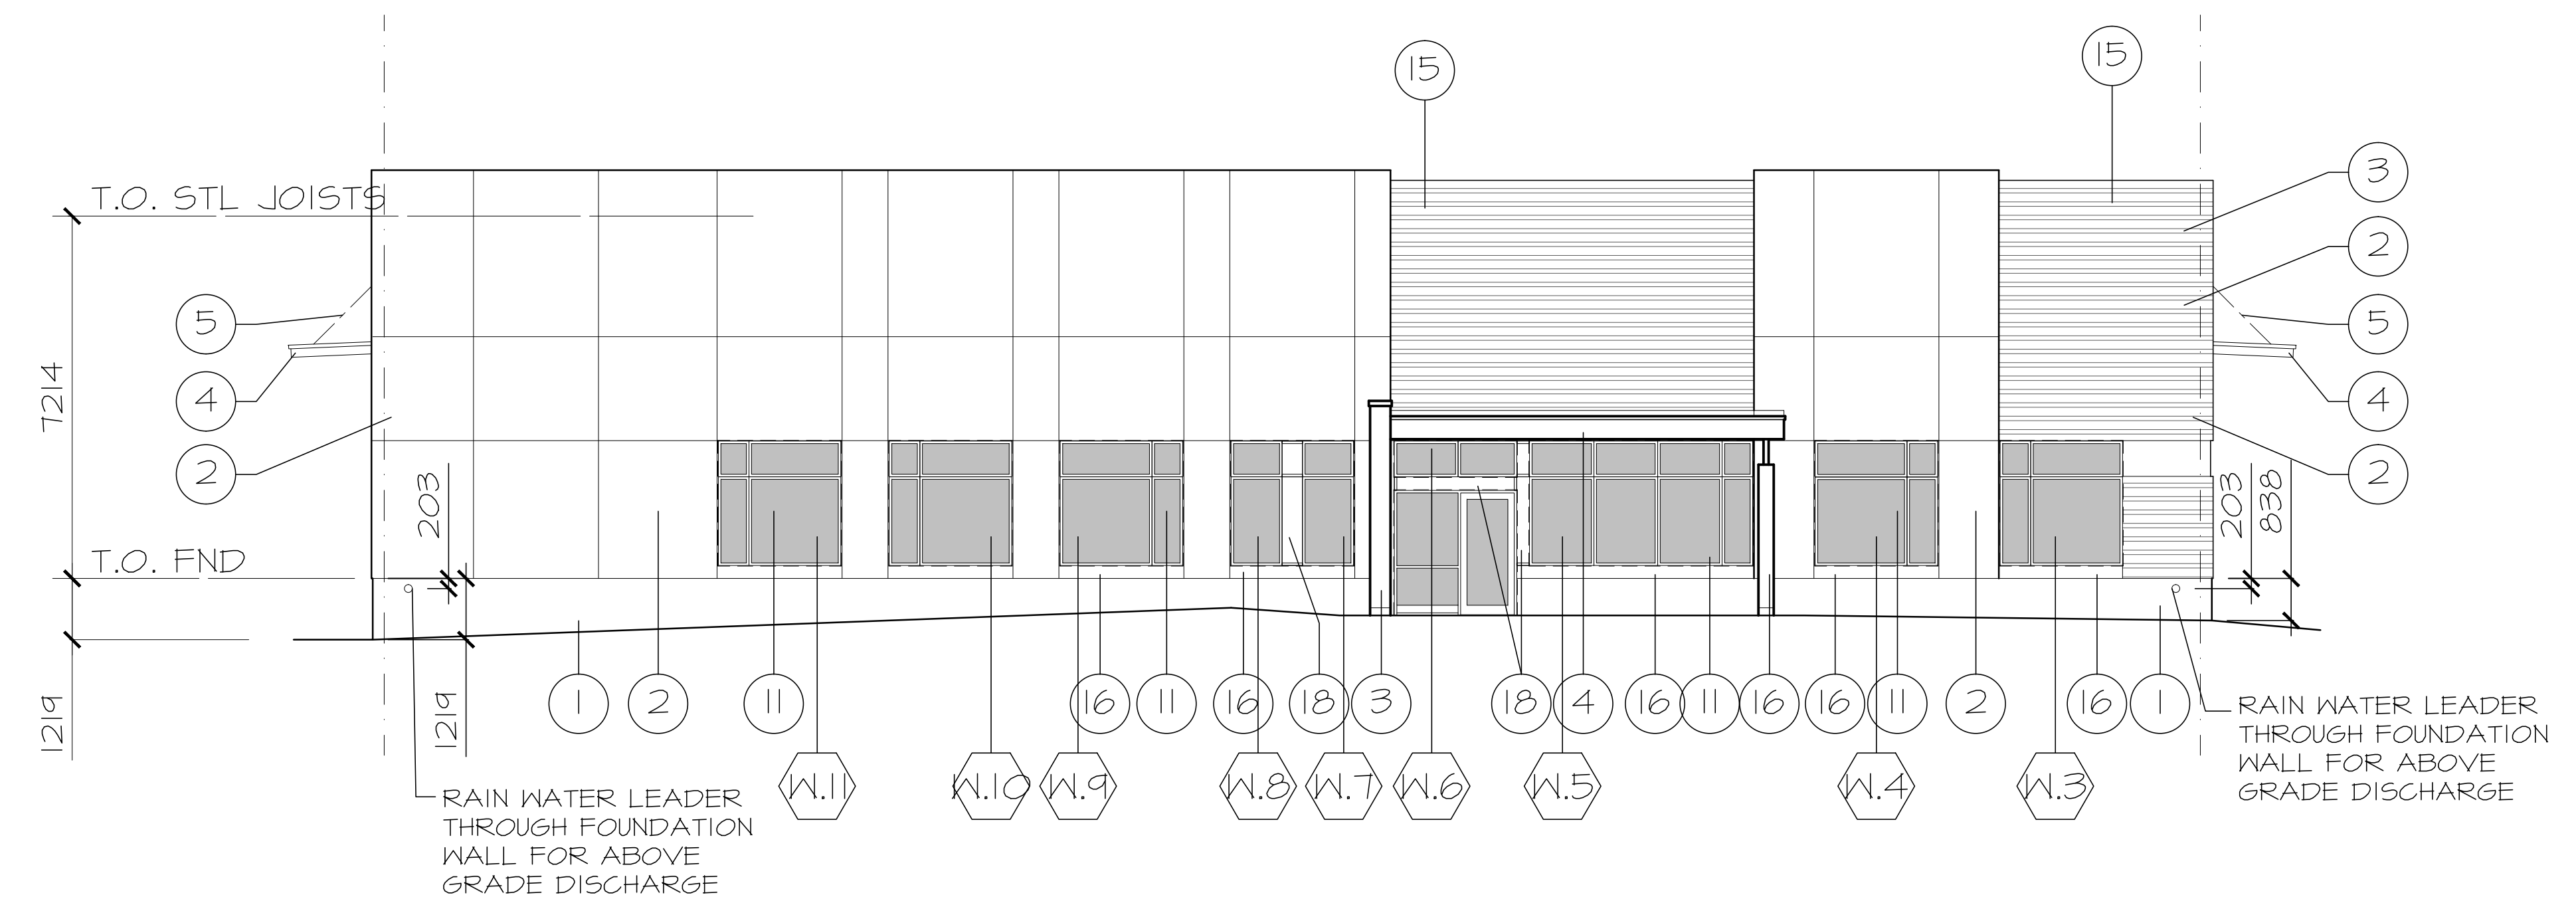 15
15
3
T.O. STL JOISTS
2
5
5
4
4
7214
2
2
203
203
838
T.O. FND
1219
1219
1
2
11
16
11
16
18
3
18
4
16
11
16
16
11
2
16
1
W.11
W.10
W.9
W.8
W.7
W.6
W.5
W.4
W.3
RAIN WATER LEADER
THROUGH FOUNDATION
WALL FOR ABOVE
GRADE DISCHARGE
RAIN WATER LEADER
THROUGH FOUNDATION
WALL FOR ABOVE
GRADE DISCHARGE